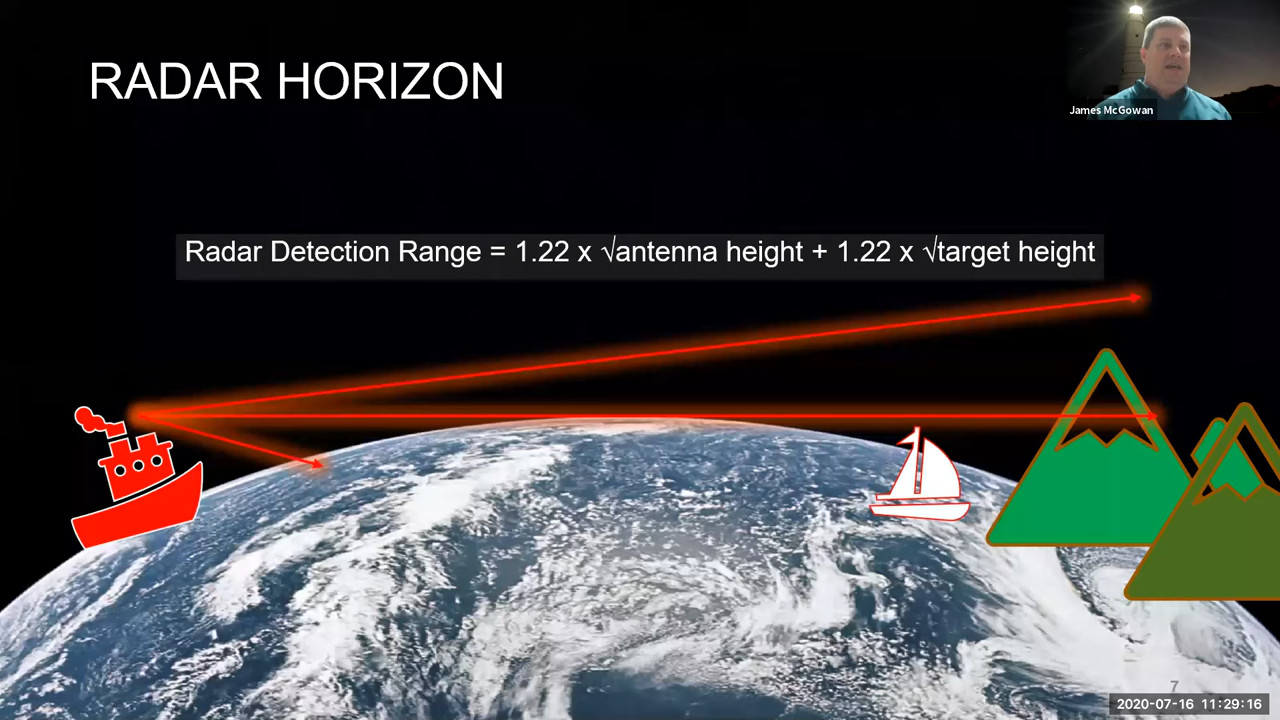 RADAR HORIZON
James McGowan
Radar Detection Range = 1.22 x √antenna height + 1.22 x √target height
7
2020-07-16 11:29:16